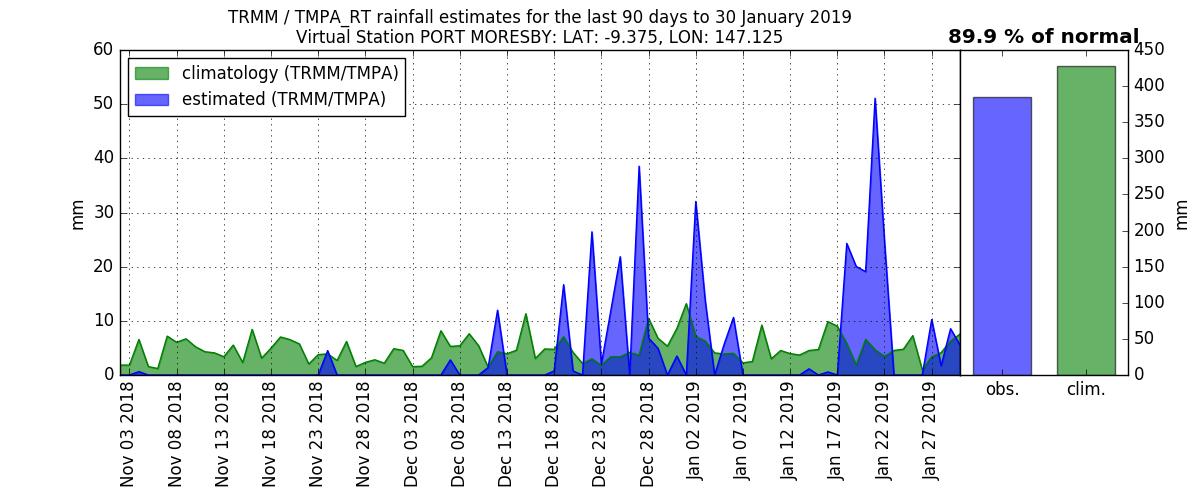 TRMM / TMPA_RT rainfall estimates for the last 90 days to 30 January 2019
Virtual Station PORT MORESBY: LAT: -9.375, LON: 147.125
89.9 % of normal
climatology (TRMM/TMPA)
estimated (TRMM/TMPA)
mm
60
50
40
30
20
10
0
Nov 03 2018
Nov 08 2018
Nov 13 2018
Nov 18 2018
Nov 23 2018
Nov 28 2018
Dec 03 2018
Dec 08 2018
Dec 13 2018
Dec 18 2018
Dec 23 2018
Dec 28 2018
Jan 02 2019
Jan 07 2019
Jan 12 2019
Jan 17 2019
Jan 22 2019
Jan 27 2019
obs.
clim.
450
400
350
300
250
200
150
100
50
0
mm